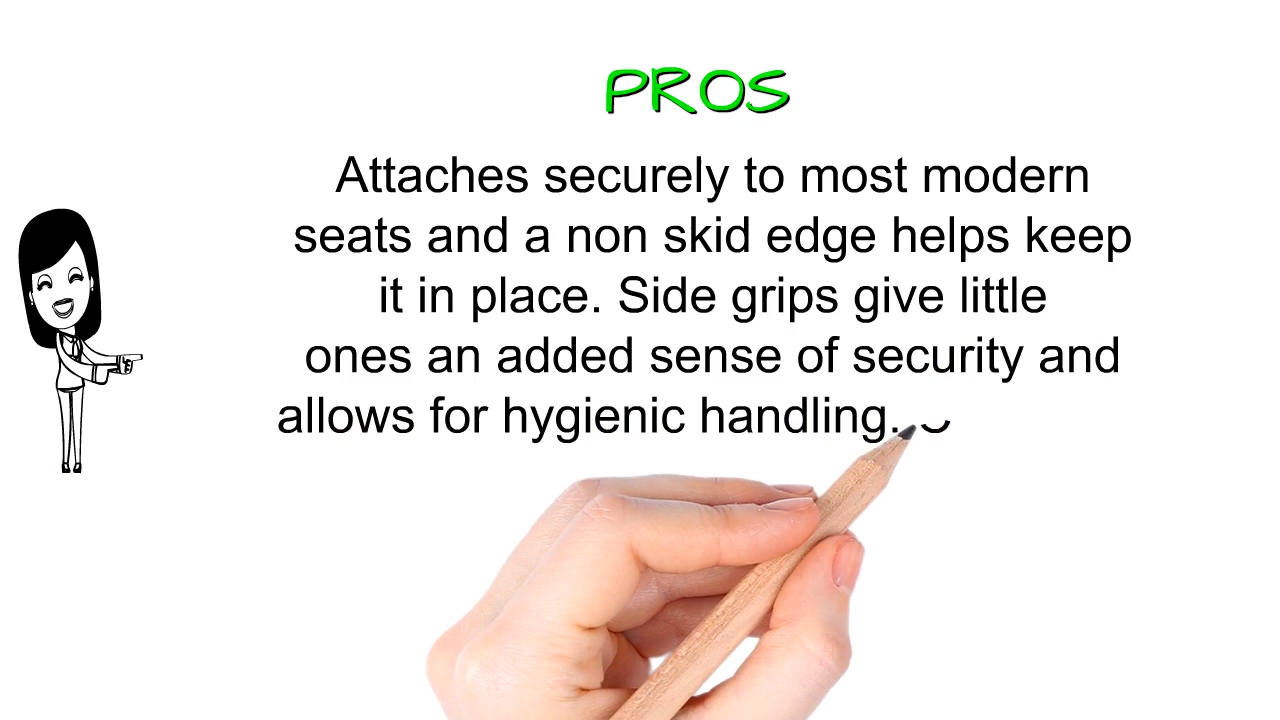 PROS
Attaches securely to most modern
seats and a non skid edge helps keep
it in place. Side grips give little
ones an added sense of security and
allows for hygienic handling.